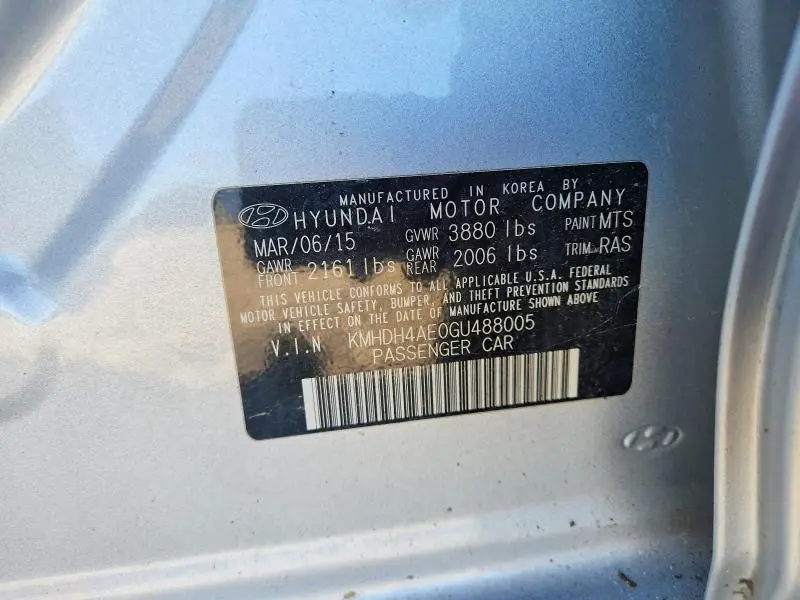 MANUFACTURED IN KOREA BY
HYUNDAI MOTOR COMPANY
MAR/06/15 GVWR 3880 lbs PAINT MTS
GAWR FRONT 2161 lbs GAWR REAR 2006 lbs TRIM RAS
THIS VEHICLE CONFORMS TO ALL APPLICABLE U.S.A. FEDERAL
MOTOR VEHICLE SAFETY, BUMPER, AND THEFT PREVENTION STANDARDS
IN EFFECT ON THE DATE OF MANUFACTURE SHOWN ABOVE
V.I.N KMHDH4AE0GU488005
PASSENGER CAR